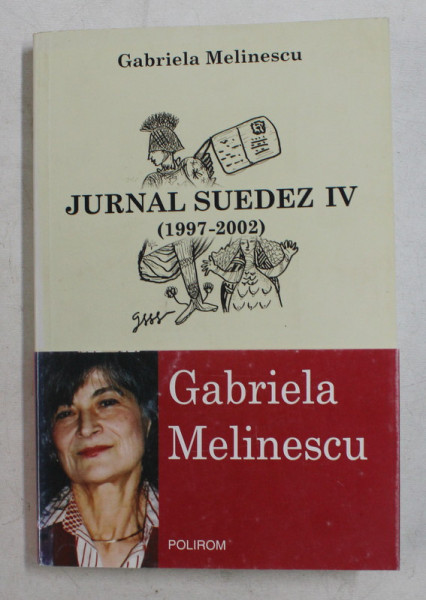 Gabriela Melinescu
JURNAL SUEDEZ IV
(1997-2002)
Gabriela
Melinescu
POLIROM